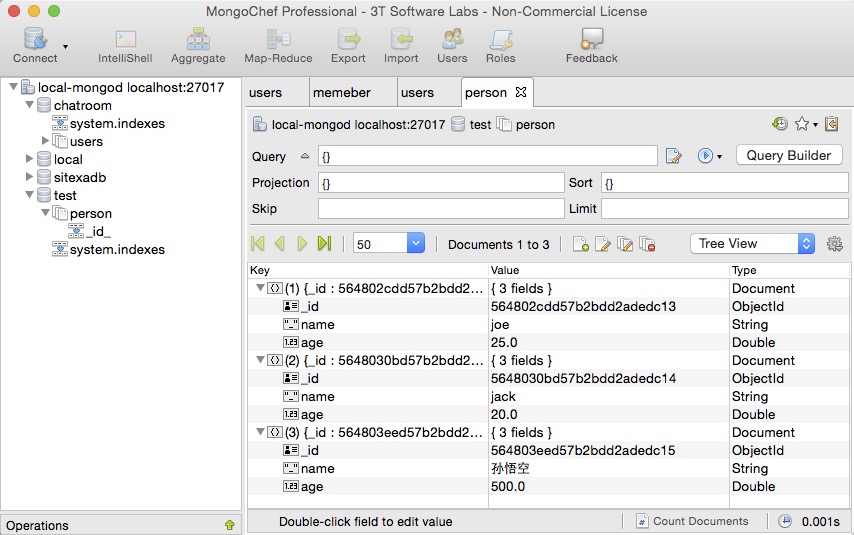 MongoChef Professional - 3T Software Labs - Non-Commercial License
Connect IntelliShell Aggregate Map-Reduce Export Import Users Roles Feedback
local-mongod localhost:27017
chatroom
system.indexes
users
local
sitexadb
test
person
_id_
system.indexes
Operations
users memeber users person
local-mongod localhost:27017 test person
Query {} Query Builder
Projection {} Sort {}
Skip Limit
50 Documents 1 to 3 Tree View
Key Value Type
(1) {_id : 564802cdd57b2bdd2... { 3 fields } Document
_id 564802cdd57b2bdd2adedc13 ObjectId
name joe String
age 25.0 Double
(2) {_id : 5648030bd57b2bdd2... { 3 fields } Document
_id 5648030bd57b2bdd2adedc14 ObjectId
name jack String
age 20.0 Double
(3) {_id : 564803eed57b2bdd2... { 3 fields } Document
_id 564803eed57b2bdd2adedc15 ObjectId
name 孙悟空 String
age 500.0 Double
Double-click field to edit value Count Documents 0.001s